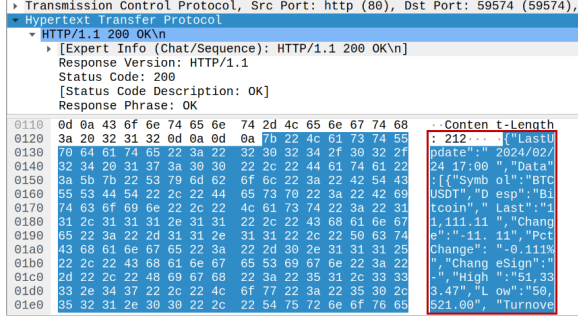 Transmission Control Protocol, Src Port: http (80), Dst Port: 59574 (59574),
Hypertext Transfer Protocol
HTTP/1.1 200 OK\n
[Expert Info (Chat/Sequence): HTTP/1.1 200 OK\n]
Response Version: HTTP/1.1
Status Code: 200
[Status Code Description: OK]
Response Phrase: OK
0110 0d 0a 43 6f 6e 74 65 6e 74 2d 4c 65 6e 67 74 68 ··Conten t-Length
0120 3a 20 32 31 32 0d 0a 0d 0a 7b 22 4c 61 73 74 55 : 212··· ·{"LastU
0130 70 64 61 74 65 22 3a 22 32 30 32 34 2f 30 32 2f pdate":" 2024/02/
0140 32 34 20 31 37 3a 30 30 22 2c 22 44 61 74 61 22 24 17:00 ","Data"
0150 3a 5b 7b 22 53 79 6d 62 6f 6c 22 3a 22 42 54 43 :[{"Symb ol":"BTC
0160 55 53 44 54 22 2c 22 44 65 73 70 22 3a 22 42 69 USDT","D esp":"Bi
0170 74 63 6f 69 6e 22 2c 22 4c 61 73 74 22 3a 22 31 tcoin"," Last":"1
0180 31 2c 31 31 31 2e 31 31 22 2c 22 43 68 61 6e 67 1,111.11 ","Chang
0190 65 22 3a 22 2d 31 31 2e 31 31 22 2c 22 50 63 74 e":"-11. 11","Pct
01a0 43 68 61 6e 67 65 22 3a 22 2d 30 2e 31 31 31 25 Change": "-0.111%
01b0 22 2c 22 43 68 61 6e 67 65 53 69 67 6e 22 3a 22 ","Chang eSign":"
01c0 2d 22 2c 22 48 69 67 68 22 3a 22 35 31 2c 33 33 -","High ":"51,33
01d0 33 2e 34 37 22 2c 22 4c 6f 77 22 3a 22 35 30 2c 3.47","L ow":"50,
01e0 35 32 31 2e 30 30 22 2c 22 54 75 72 6e 6f 76 65 521.00", "Turnove